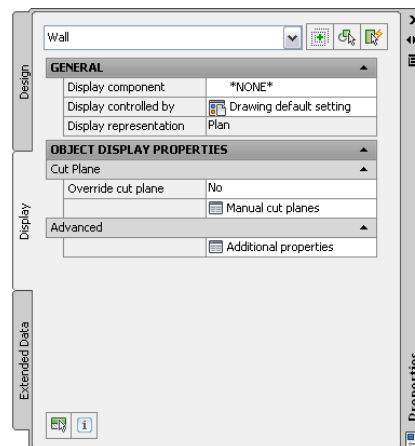 Wall
GENERAL
Display component *NONE*
Display controlled by Drawing default setting
Display representation Plan
OBJECT DISPLAY PROPERTIES
Cut Plane
Override cut plane No
Manual cut planes
Advanced
Additional properties
Design
Display
Extended Data
Properties